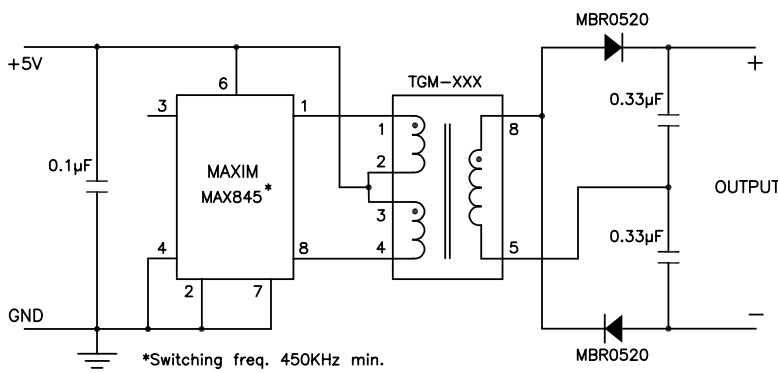 MBR0520
+5V
+
6
TGM-XXX
3
1
1
8
0.33µF
0.1µF
MAXIM
MAX845*
2
OUTPUT
3
4
8
4
5
0.33µF
2
7
GND
−
MBR0520
*Switching freq. 450KHz min.